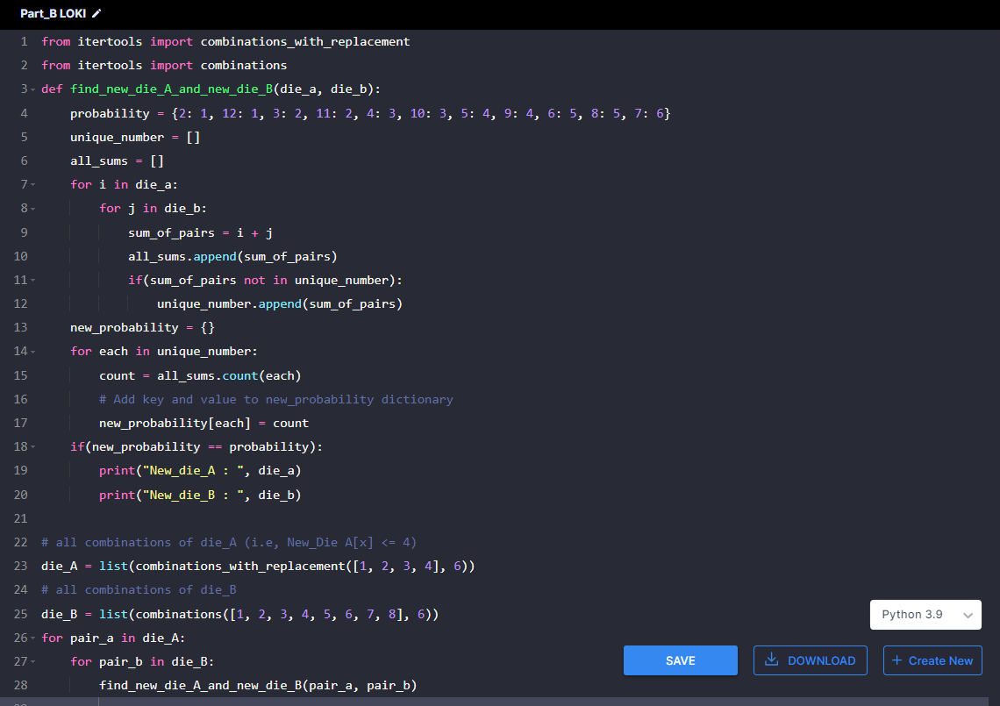 Part_B LOKI
1 from itertools import combinations_with_replacement
2 from itertools import combinations
3 def find_new_die_A_and_new_die_B(die_a, die_b):
4     probability = {2: 1, 12: 1, 3: 2, 11: 2, 4: 3, 10: 3, 5: 4, 9: 4, 6: 5, 8: 5, 7: 6}
5     unique_number = []
6     all_sums = []
7     for i in die_a:
8         for j in die_b:
9             sum_of_pairs = i + j
10             all_sums.append(sum_of_pairs)
11             if(sum_of_pairs not in unique_number):
12                 unique_number.append(sum_of_pairs)
13     new_probability = {}
14     for each in unique_number:
15         count = all_sums.count(each)
16         # Add key and value to new_probability dictionary
17         new_probability[each] = count
18     if(new_probability == probability):
19         print("New_die_A : ", die_a)
20         print("New_die_B : ", die_b)
21
22 # all combinations of die_A (i.e, New_Die A[x] <= 4)
23 die_A = list(combinations_with_replacement([1, 2, 3, 4], 6))
24 # all combinations of die_B
25 die_B = list(combinations([1, 2, 3, 4, 5, 6, 7, 8], 6))
26 for pair_a in die_A:
27     for pair_b in die_B:
28         find_new_die_A_and_new_die_B(pair_a, pair_b)
Python 3.9
SAVE
DOWNLOAD
+ Create New